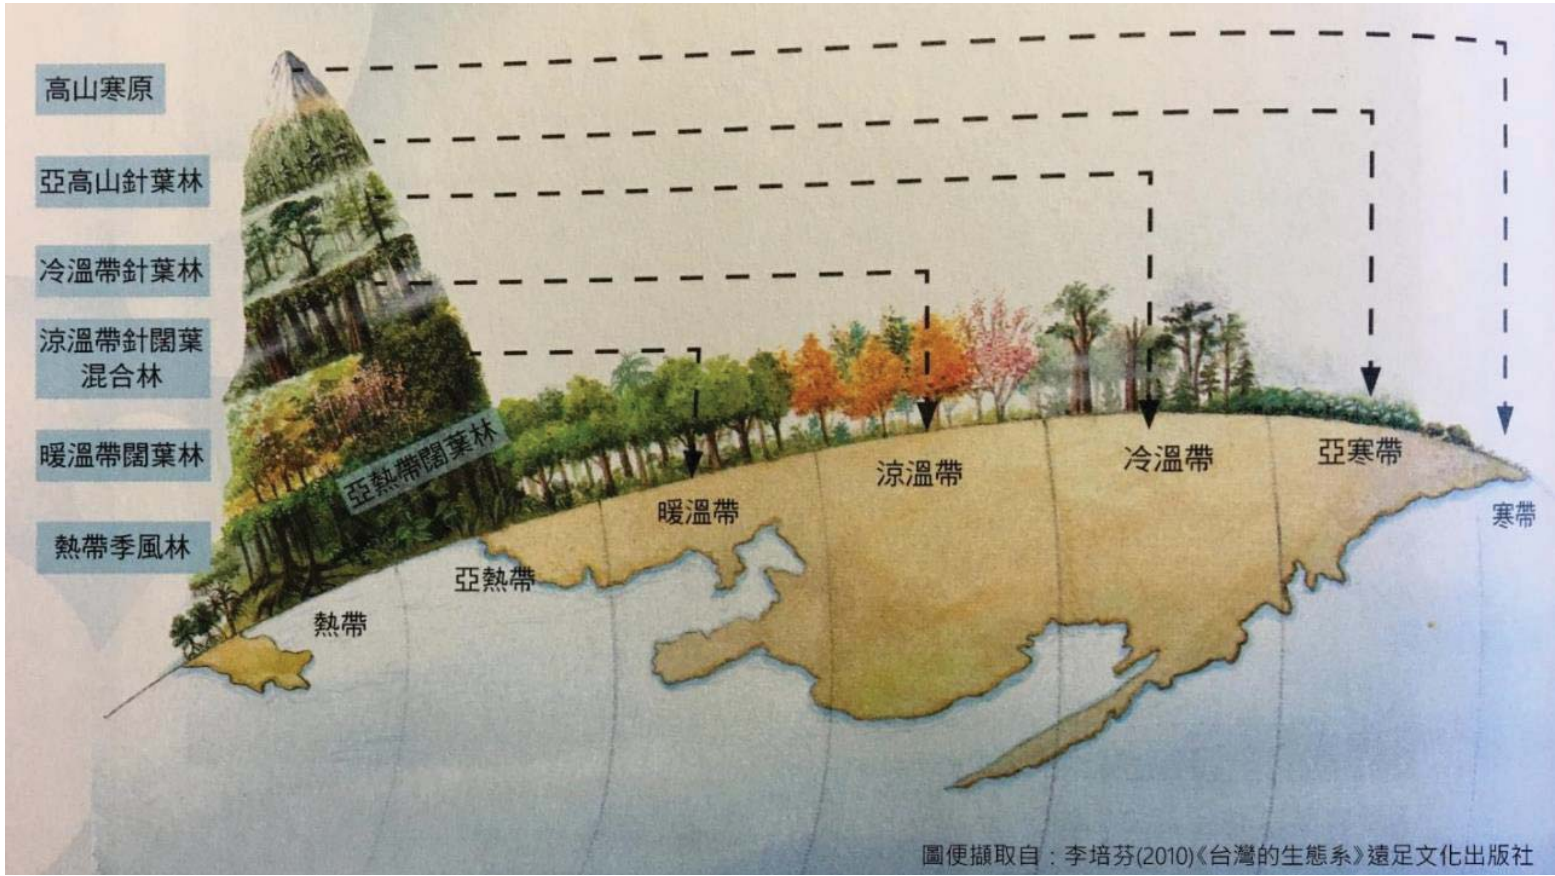 高山寒原
亞高山針葉林
冷溫帶針葉林
涼溫帶針闊葉
混合林
暖溫帶闊葉林
亞熱帶闊葉林
熱帶季風林
熱帶
亞熱帶
暖溫帶
涼溫帶
冷溫帶
亞寒帶
寒帶
圖便擷取自：李培芬(2010)《台灣的生態系》遠足文化出版社